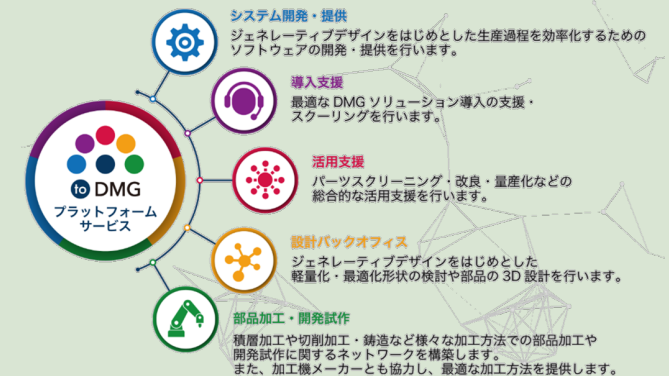 システム開発・提供
ジェネレーティブデザインをはじめとした生産過程を効率化するための
ソフトウェアの開発・提供を行います。
導入支援
最適な DMG ソリューション導入の支援・
スクーリングを行います。
to DMG
プラットフォーム
サービス
活用支援
パーツスクリーニング・改良・量産化などの
総合的な活用支援を行います。
設計バックオフィス
ジェネレーティブデザインをはじめとした
軽量化・最適化形状の検討や部品の 3D 設計を行います。
部品加工・開発試作
積層加工や切削加工・鋳造など様々な加工方法での部品加工や
開発試作に関するネットワークを構築します。
また、加工機メーカーとも協力し、最適な加工方法を提供します。